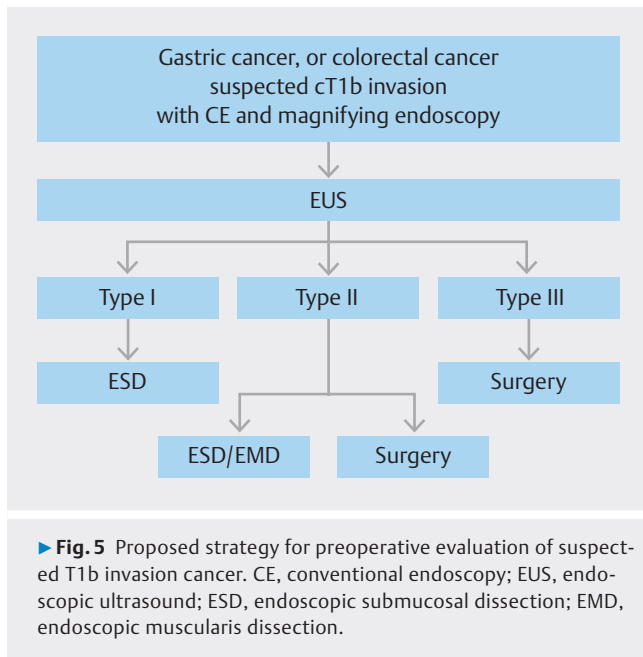 Gastric cancer, or colorectal cancer
suspected cT1b invasion
with CE and magnifying endoscopy
EUS
Type I
Type II
Type III
ESD
Surgery
ESD/EMD
Surgery
▶ Fig. 5 Proposed strategy for preoperative evaluation of suspect-
ed T1b invasion cancer. CE, conventional endoscopy; EUS, endo-
scopic ultrasound; ESD, endoscopic submucosal dissection; EMD,
endoscopic muscularis dissection.